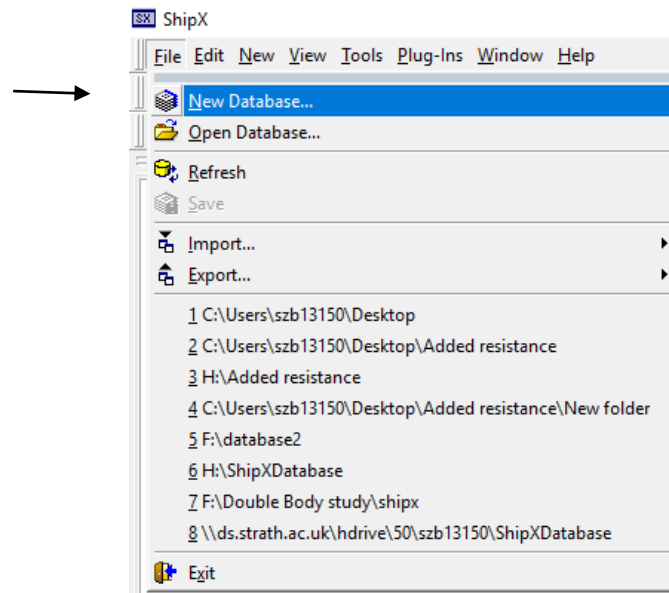 SX ShipX
File Edit New View Tools Plug-Ins Window Help
New Database...
Open Database...
Refresh
Save
Import...
Export...
1 C:\Users\szb13150\Desktop
2 C:\Users\szb13150\Desktop\Added resistance
3 H:\Added resistance
4 C:\Users\szb13150\Desktop\Added resistance\New folder
5 F:\database2
6 H:\ShipXDatabase
7 F:\Double Body study\shipx
8 \\ds.strath.ac.uk\hdrive\50\szb13150\ShipXDatabase
Exit